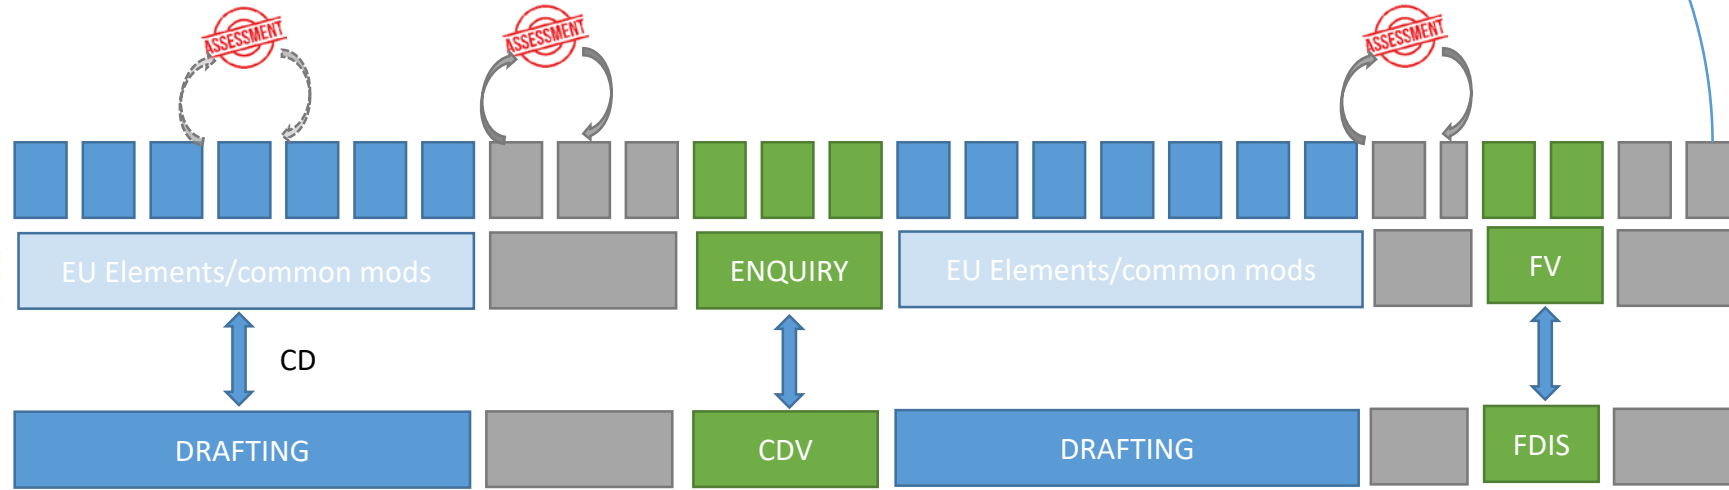 ASSESSMENT
ASSESSMENT
ASSESSMENT
EU Elements/common mods
ENQUIRY
EU Elements/common mods
FV
CD
DRAFTING
CDV
DRAFTING
FDIS